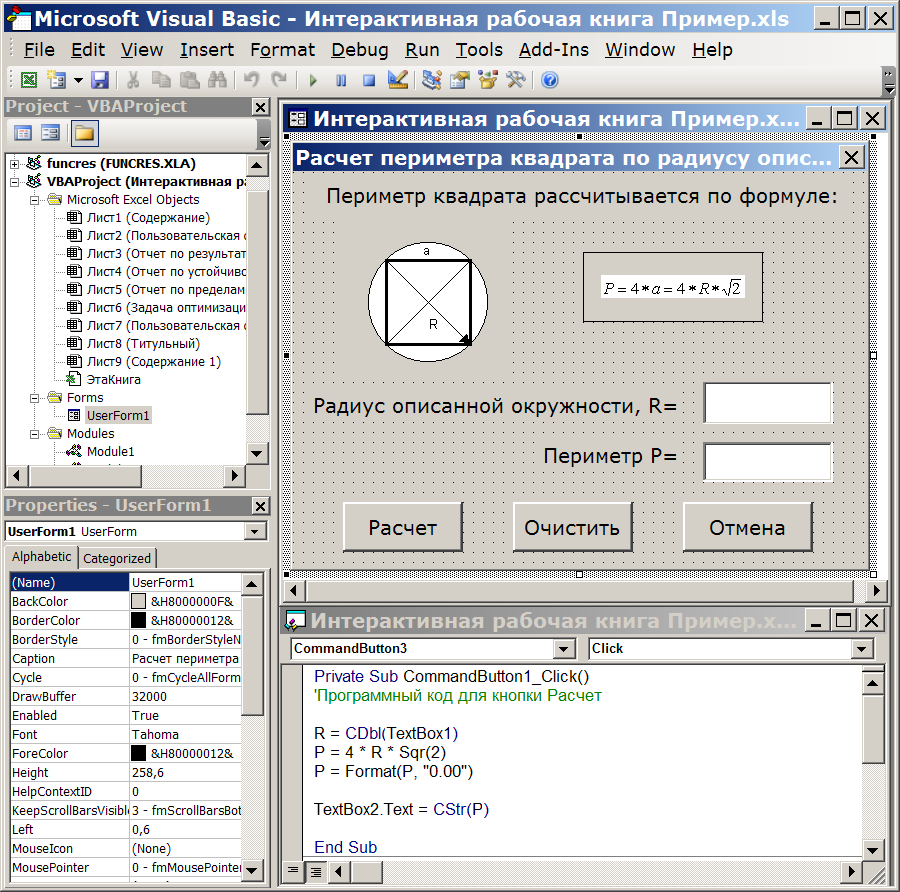 Microsoft Visual Basic - Интерактивная рабочая книга Пример.xls
File Edit View Insert Format Debug Run Tools Add-Ins Window Help
Project - VBAProject
funcres (FUNCRES.XLA)
VBAProject (Интерактивная ра
Microsoft Excel Objects
Лист1 (Содержание)
Лист2 (Пользовательская с
Лист3 (Отчет по результат
Лист4 (Отчет по устойчиво
Лист5 (Отчет по пределам
Лист6 (Задача оптимизаци
Лист7 (Пользовательская с
Лист8 (Титульный)
Лист9 (Содержание 1)
ЭтаКнига
Forms
UserForm1
Modules
Module1
Properties - UserForm1
UserForm1 UserForm
Alphabetic Categorized
(Name) UserForm1
BackColor &H8000000F&
BorderColor &H80000012&
BorderStyle 0 - fmBorderStyleN
Caption Расчет периметра
Cycle 0 - fmCycleAllForm
DrawBuffer 32000
Enabled True
Font Tahoma
ForeColor &H80000012&
Height 258,6
HelpContextID 0
KeepScrollBarsVisible 3 - fmScrollBarsBot
Left 0,6
MouseIcon (None)
MousePointer 0 - fmMousePointer
Интерактивная рабочая книга Пример.x...
Расчет периметра квадрата по радиусу опис...
Периметр квадрата рассчитывается по формуле:
a
R
P = 4 * a = 4 * R * √2
Радиус описанной окружности, R=
Периметр P=
Расчет Очистить Отмена
Интерактивная рабочая книга Пример.x...
CommandButton3 Click
Private Sub CommandButton1_Click()
'Программный код для кнопки Расчет
R = CDbl(TextBox1)
P = 4 * R * Sqr(2)
P = Format(P, "0.00")
TextBox2.Text = CStr(P)
End Sub